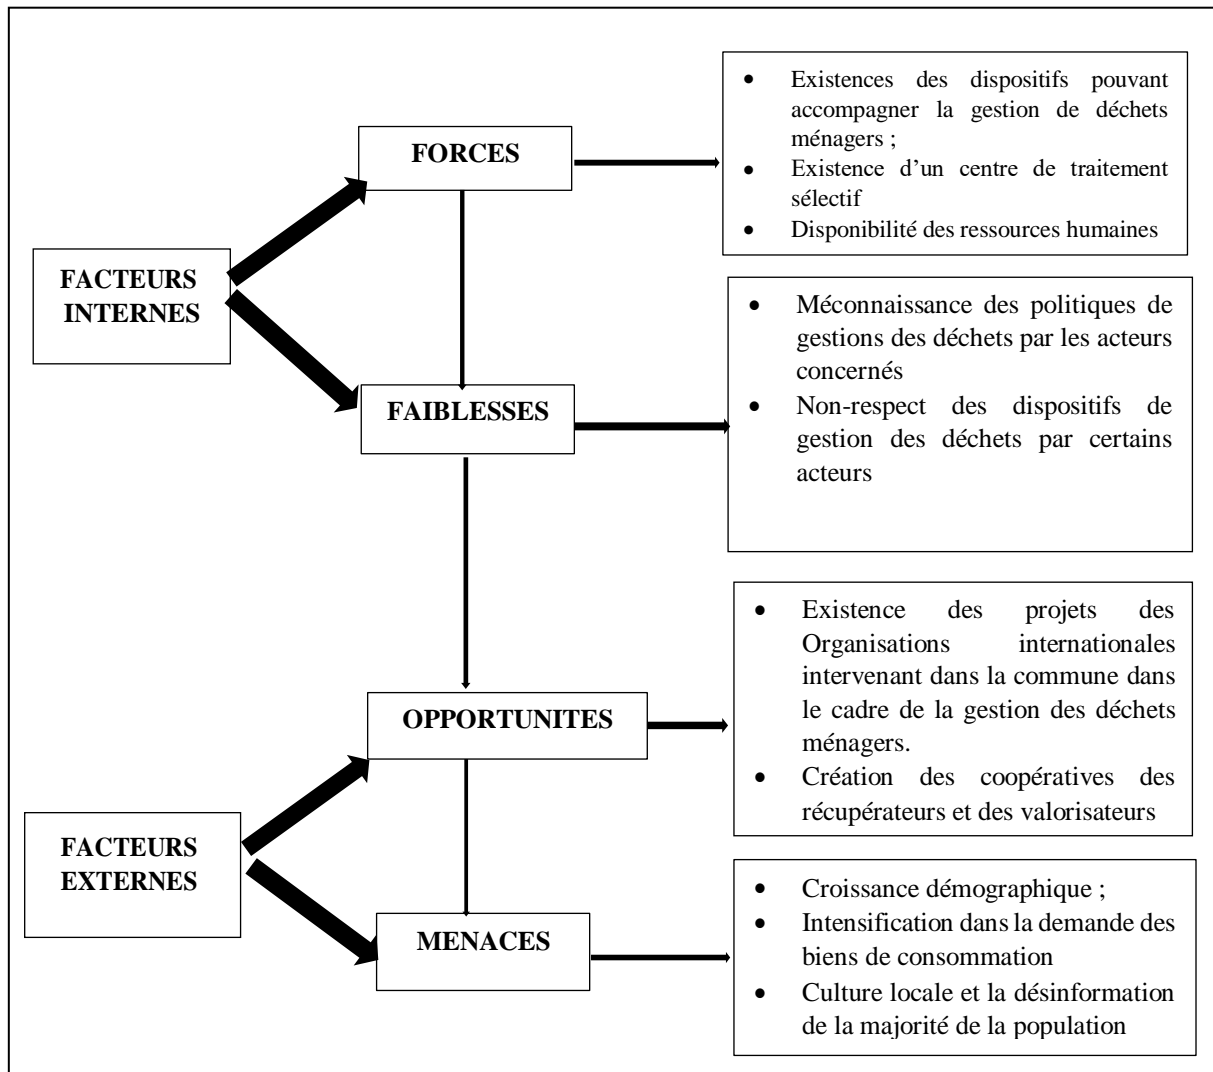 FACTEURS
INTERNES
FORCES
• Existences des dispositifs pouvant
accompagner la gestion de déchets
ménagers ;
• Existence d’un centre de traitement
sélectif
• Disponibilité des ressources humaines
FAIBLESSES
• Méconnaissance des politiques de
gestions des déchets par les acteurs
concernés
• Non-respect des dispositifs de
gestion des déchets par certains
acteurs
FACTEURS
EXTERNES
OPPORTUNITES
• Existence des projets des
Organisations internationales
intervenant dans la commune dans
le cadre de la gestion des déchets
ménagers.
• Création des coopératives des
récupérateurs et des valorisateurs
MENACES
• Croissance démographique ;
• Intensification dans la demande des
biens de consommation
• Culture locale et la désinformation
de la majorité de la population